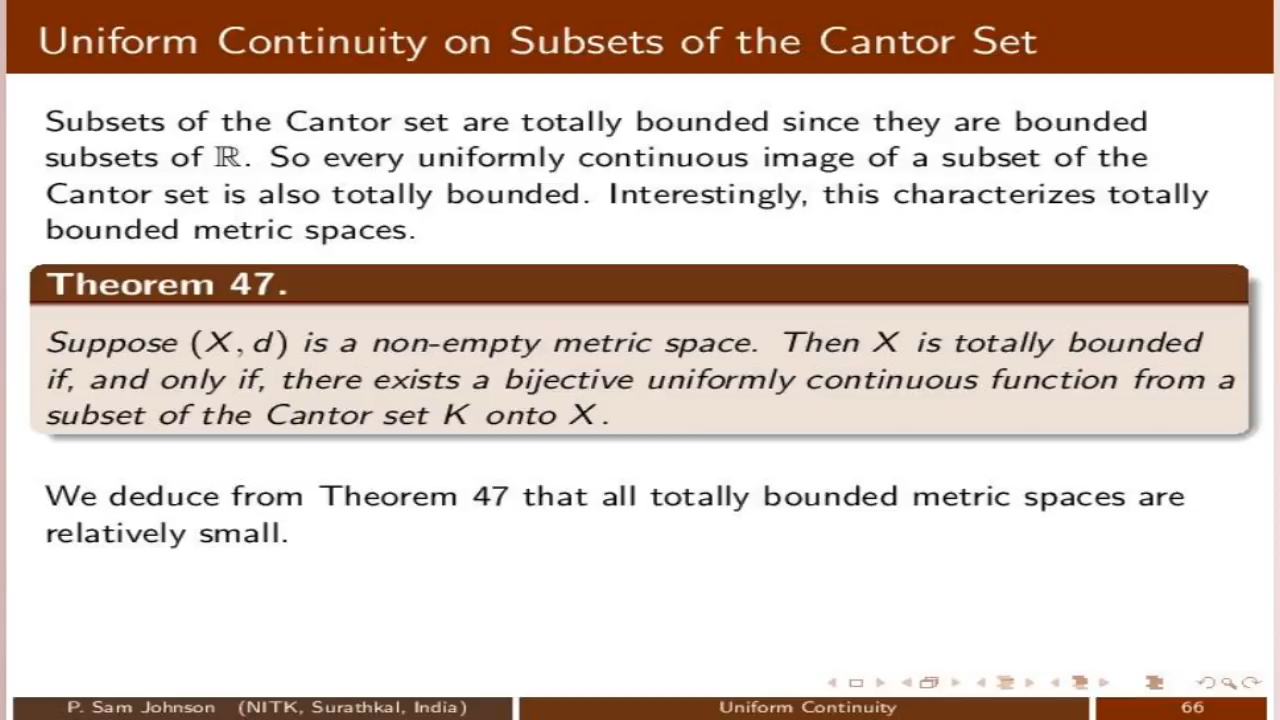 Uniform Continuity on Subsets of the Cantor Set
Subsets of the Cantor set are totally bounded since they are bounded
subsets of ℝ. So every uniformly continuous image of a subset of the
Cantor set is also totally bounded. Interestingly, this characterizes totally
bounded metric spaces.
Theorem 47.
Suppose (X, d) is a non-empty metric space. Then X is totally bounded
if, and only if, there exists a bijective uniformly continuous function from a
subset of the Cantor set K onto X.
We deduce from Theorem 47 that all totally bounded metric spaces are
relatively small.
P. Sam Johnson (NITK, Surathkal, India) Uniform Continuity 66